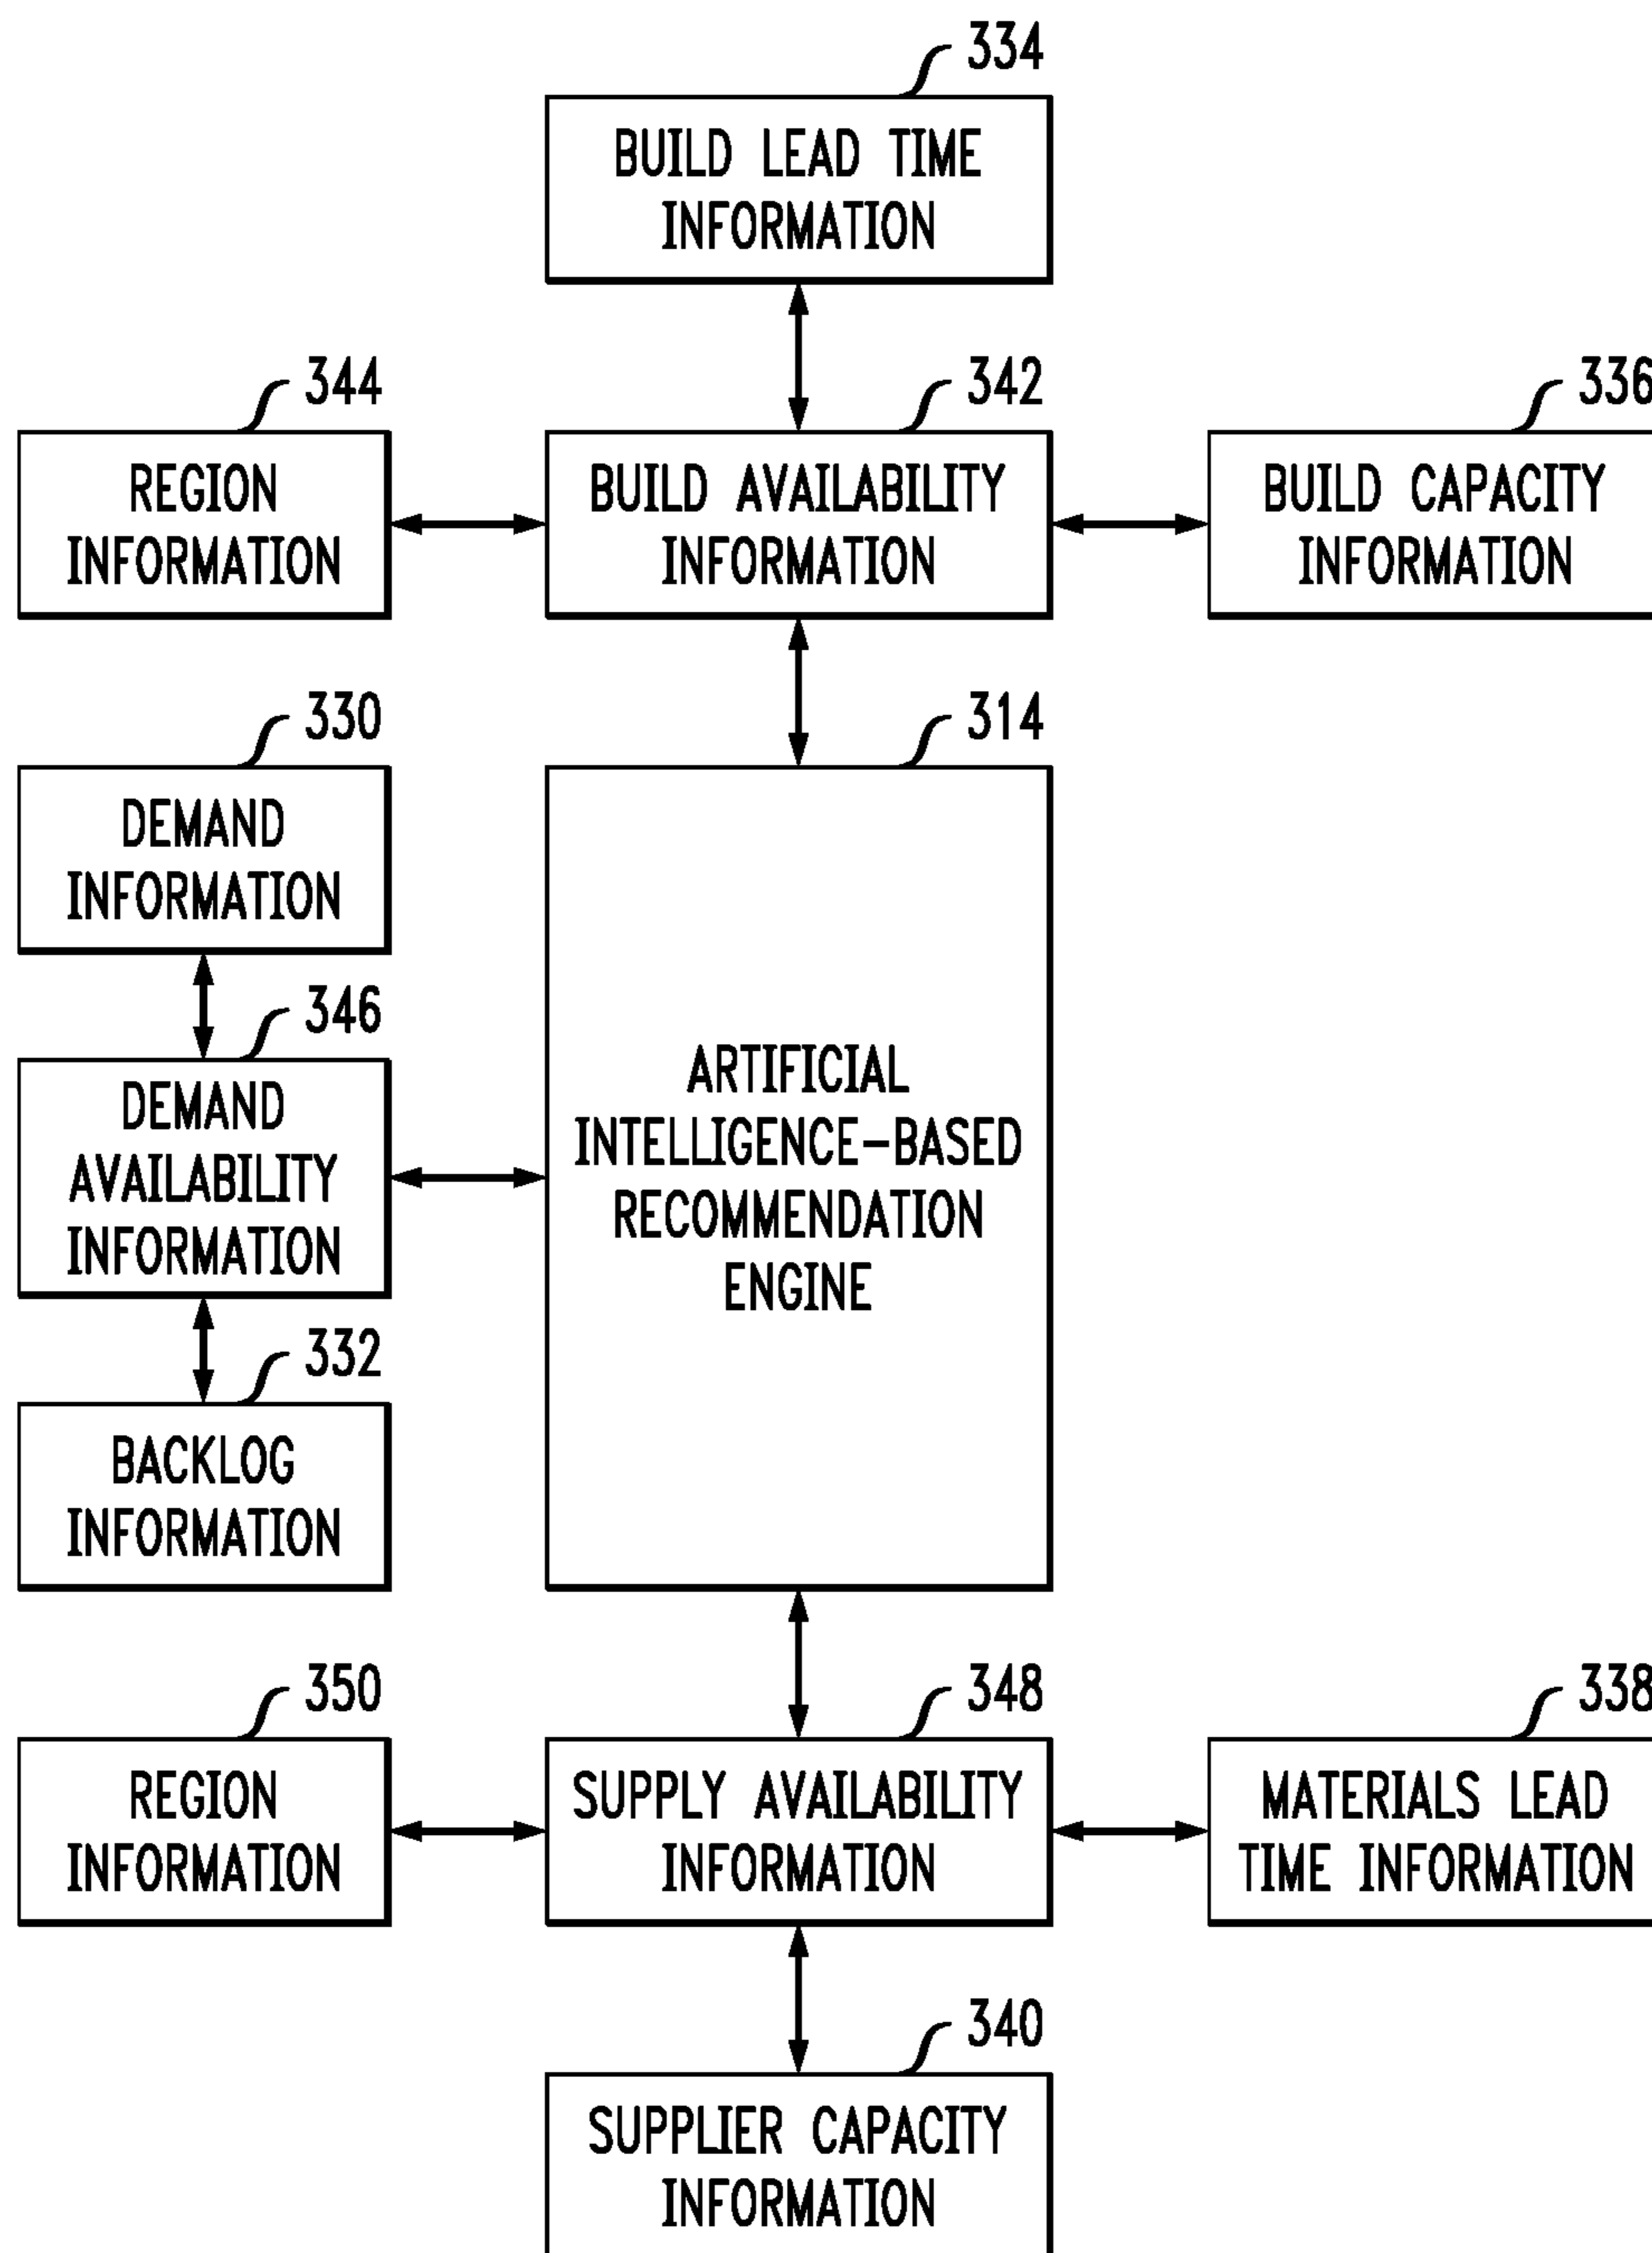 334
BUILD LEAD TIME
INFORMATION
344
REGION
INFORMATION
342
BUILD AVAILABILITY
INFORMATION
336
BUILD CAPACITY
INFORMATION
330
DEMAND
INFORMATION
346
DEMAND
AVAILABILITY
INFORMATION
332
BACKLOG
INFORMATION
314
ARTIFICIAL
INTELLIGENCE-BASED
RECOMMENDATION
ENGINE
350
REGION
INFORMATION
348
SUPPLY AVAILABILITY
INFORMATION
338
MATERIALS LEAD
TIME INFORMATION
340
SUPPLIER CAPACITY
INFORMATION